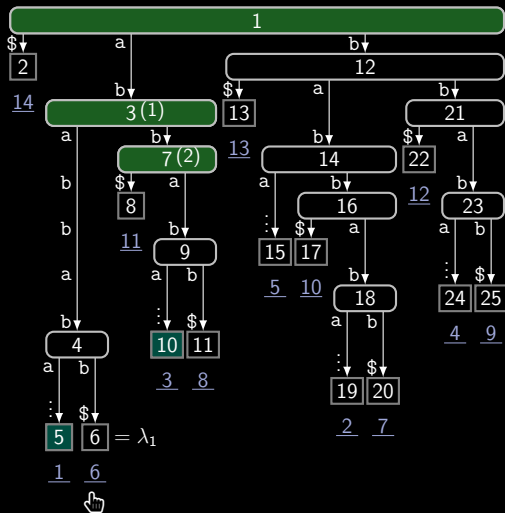 1
$ a b
2 12
14 b $ a b
3 (1) 13 21
a b $ a
13
7 (2) 14 22
b $ a b b
12
8 16 23
b ⋮ $ a a b
11 9 15 17
a a b b ⋮ $
5 10 18 24 25
b ⋮ $ a b 4 9
4 10 11
a b 3 8 ⋮ $
19 20
⋮ $ 2 7
5 6 = λ₁
1 6